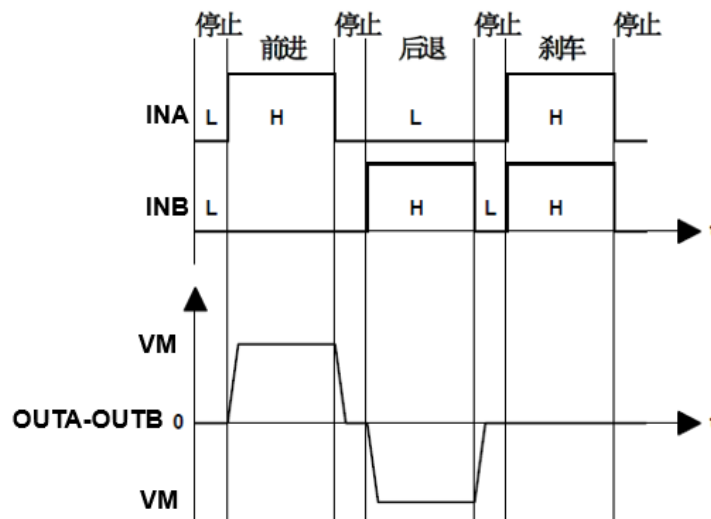 停止 停止 停止 停止
前进 后退 刹车
INA L H L H
INB L H L H
VM
OUTA-OUTB 0
VM